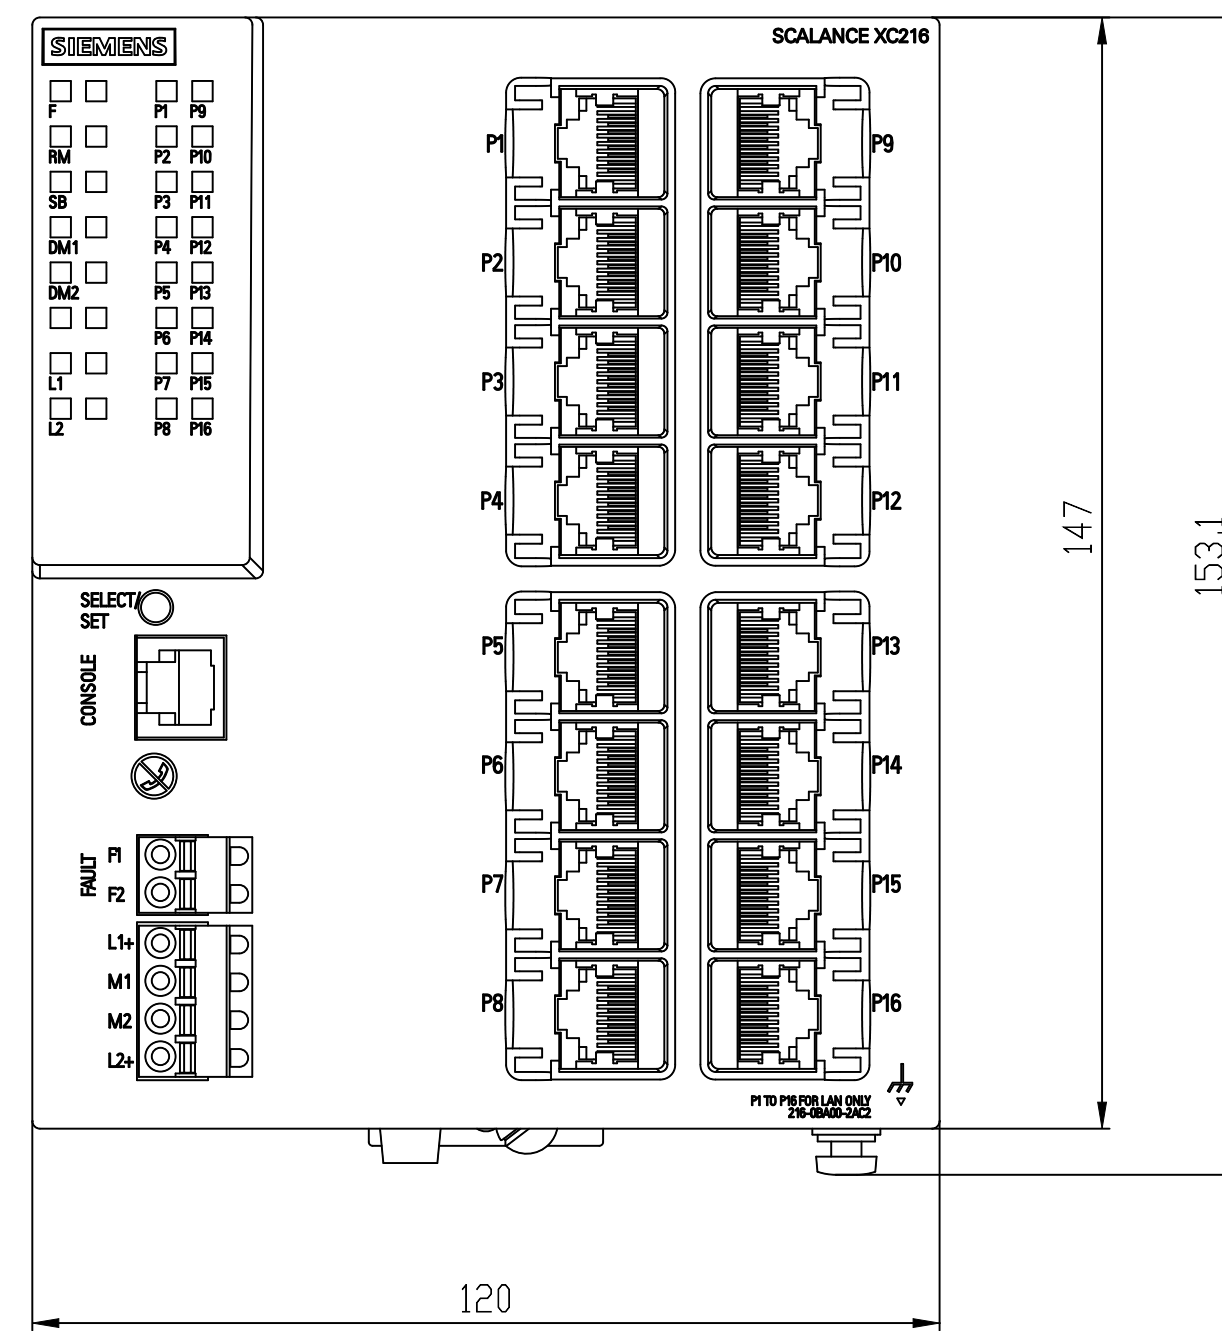 SIEMENS
SCALANCE XC216
F P1 P9
RM P2 P10
SB P3 P11
DM1 P4 P12
DM2 P5 P13
P6 P14
L1 P7 P15
L2 P8 P16
P1 P9
P2 P10
P3 P11
P4 P12
147
153,1
SELECT/
SET
CONSOLE
P5 P13
P6 P14
P7 P15
P8 P16
FAULT
F1
F2
L1+
M1
M2
L2+
P1 TO P16 FOR LAN ONLY
216-0BA00-2AC2
120